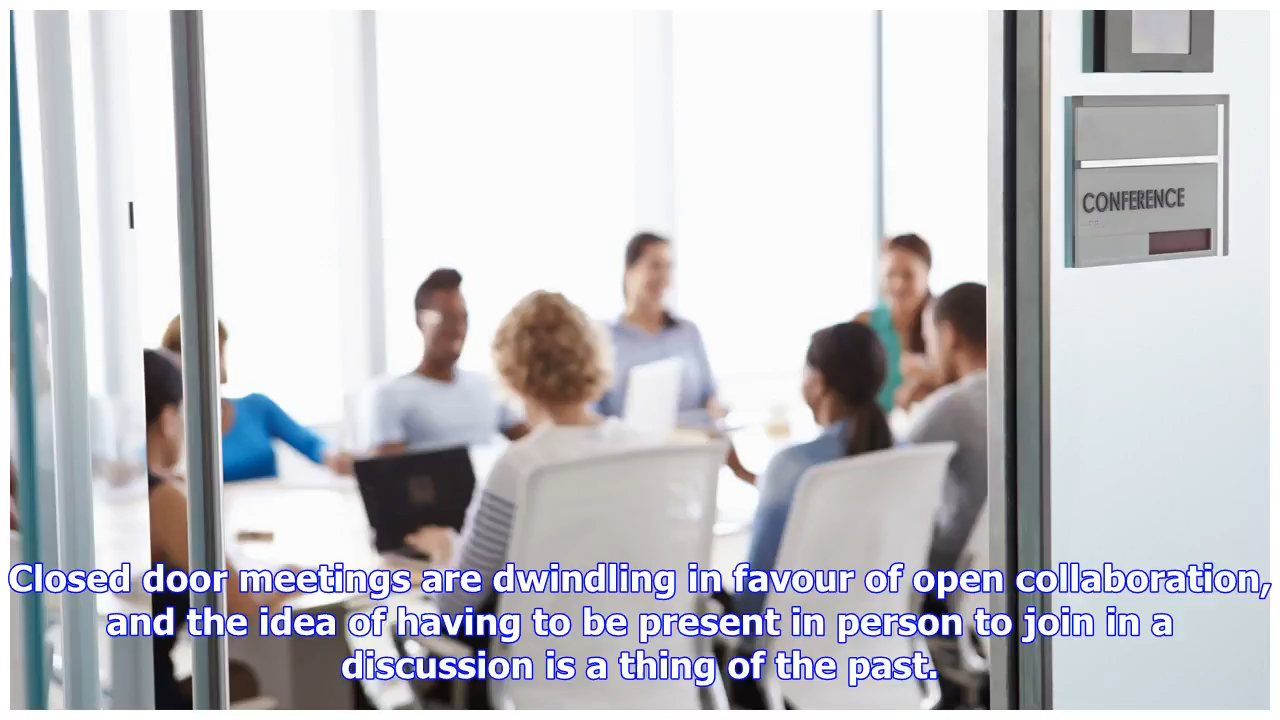 CONFERENCE
Closed door meetings are dwindling in favour of open collaboration,
and the idea of having to be present in person to join in a
discussion is a thing of the past.